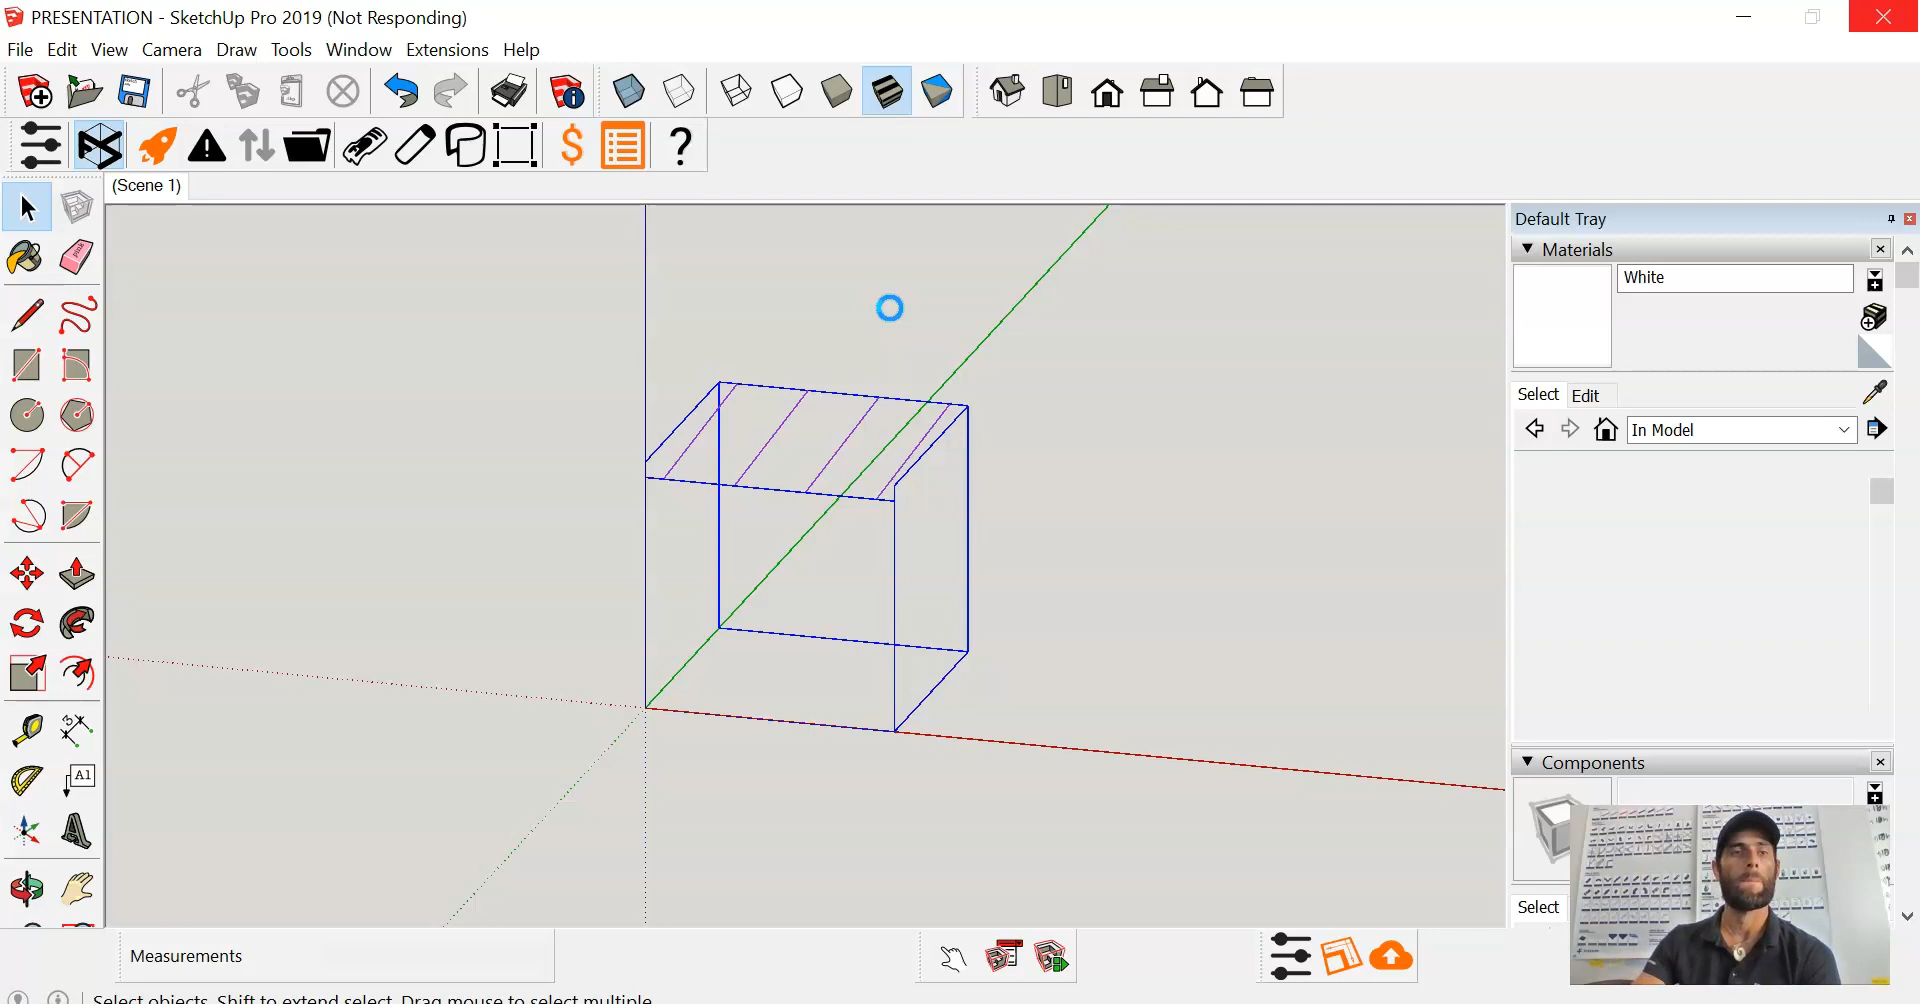 PRESENTATION - SketchUp Pro 2019 (Not Responding)
File Edit View Camera Draw Tools Window Extensions Help
(Scene 1)
Default Tray
Materials
White
Select Edit
In Model
Components
Select
Measurements
Select objects. Shift to extend select. Drag mouse to select multiple.